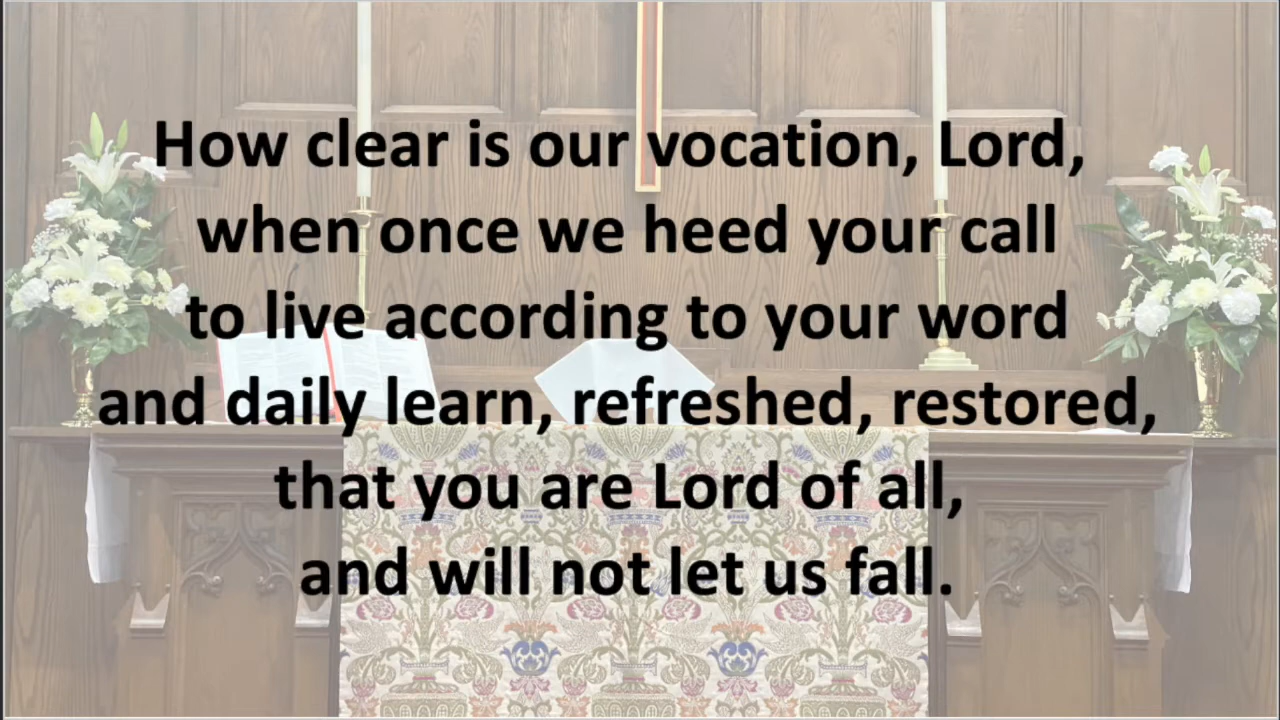 How clear is our vocation, Lord,
when once we heed your call
to live according to your word
and daily learn, refreshed, restored,
that you are Lord of all,
and will not let us fall.